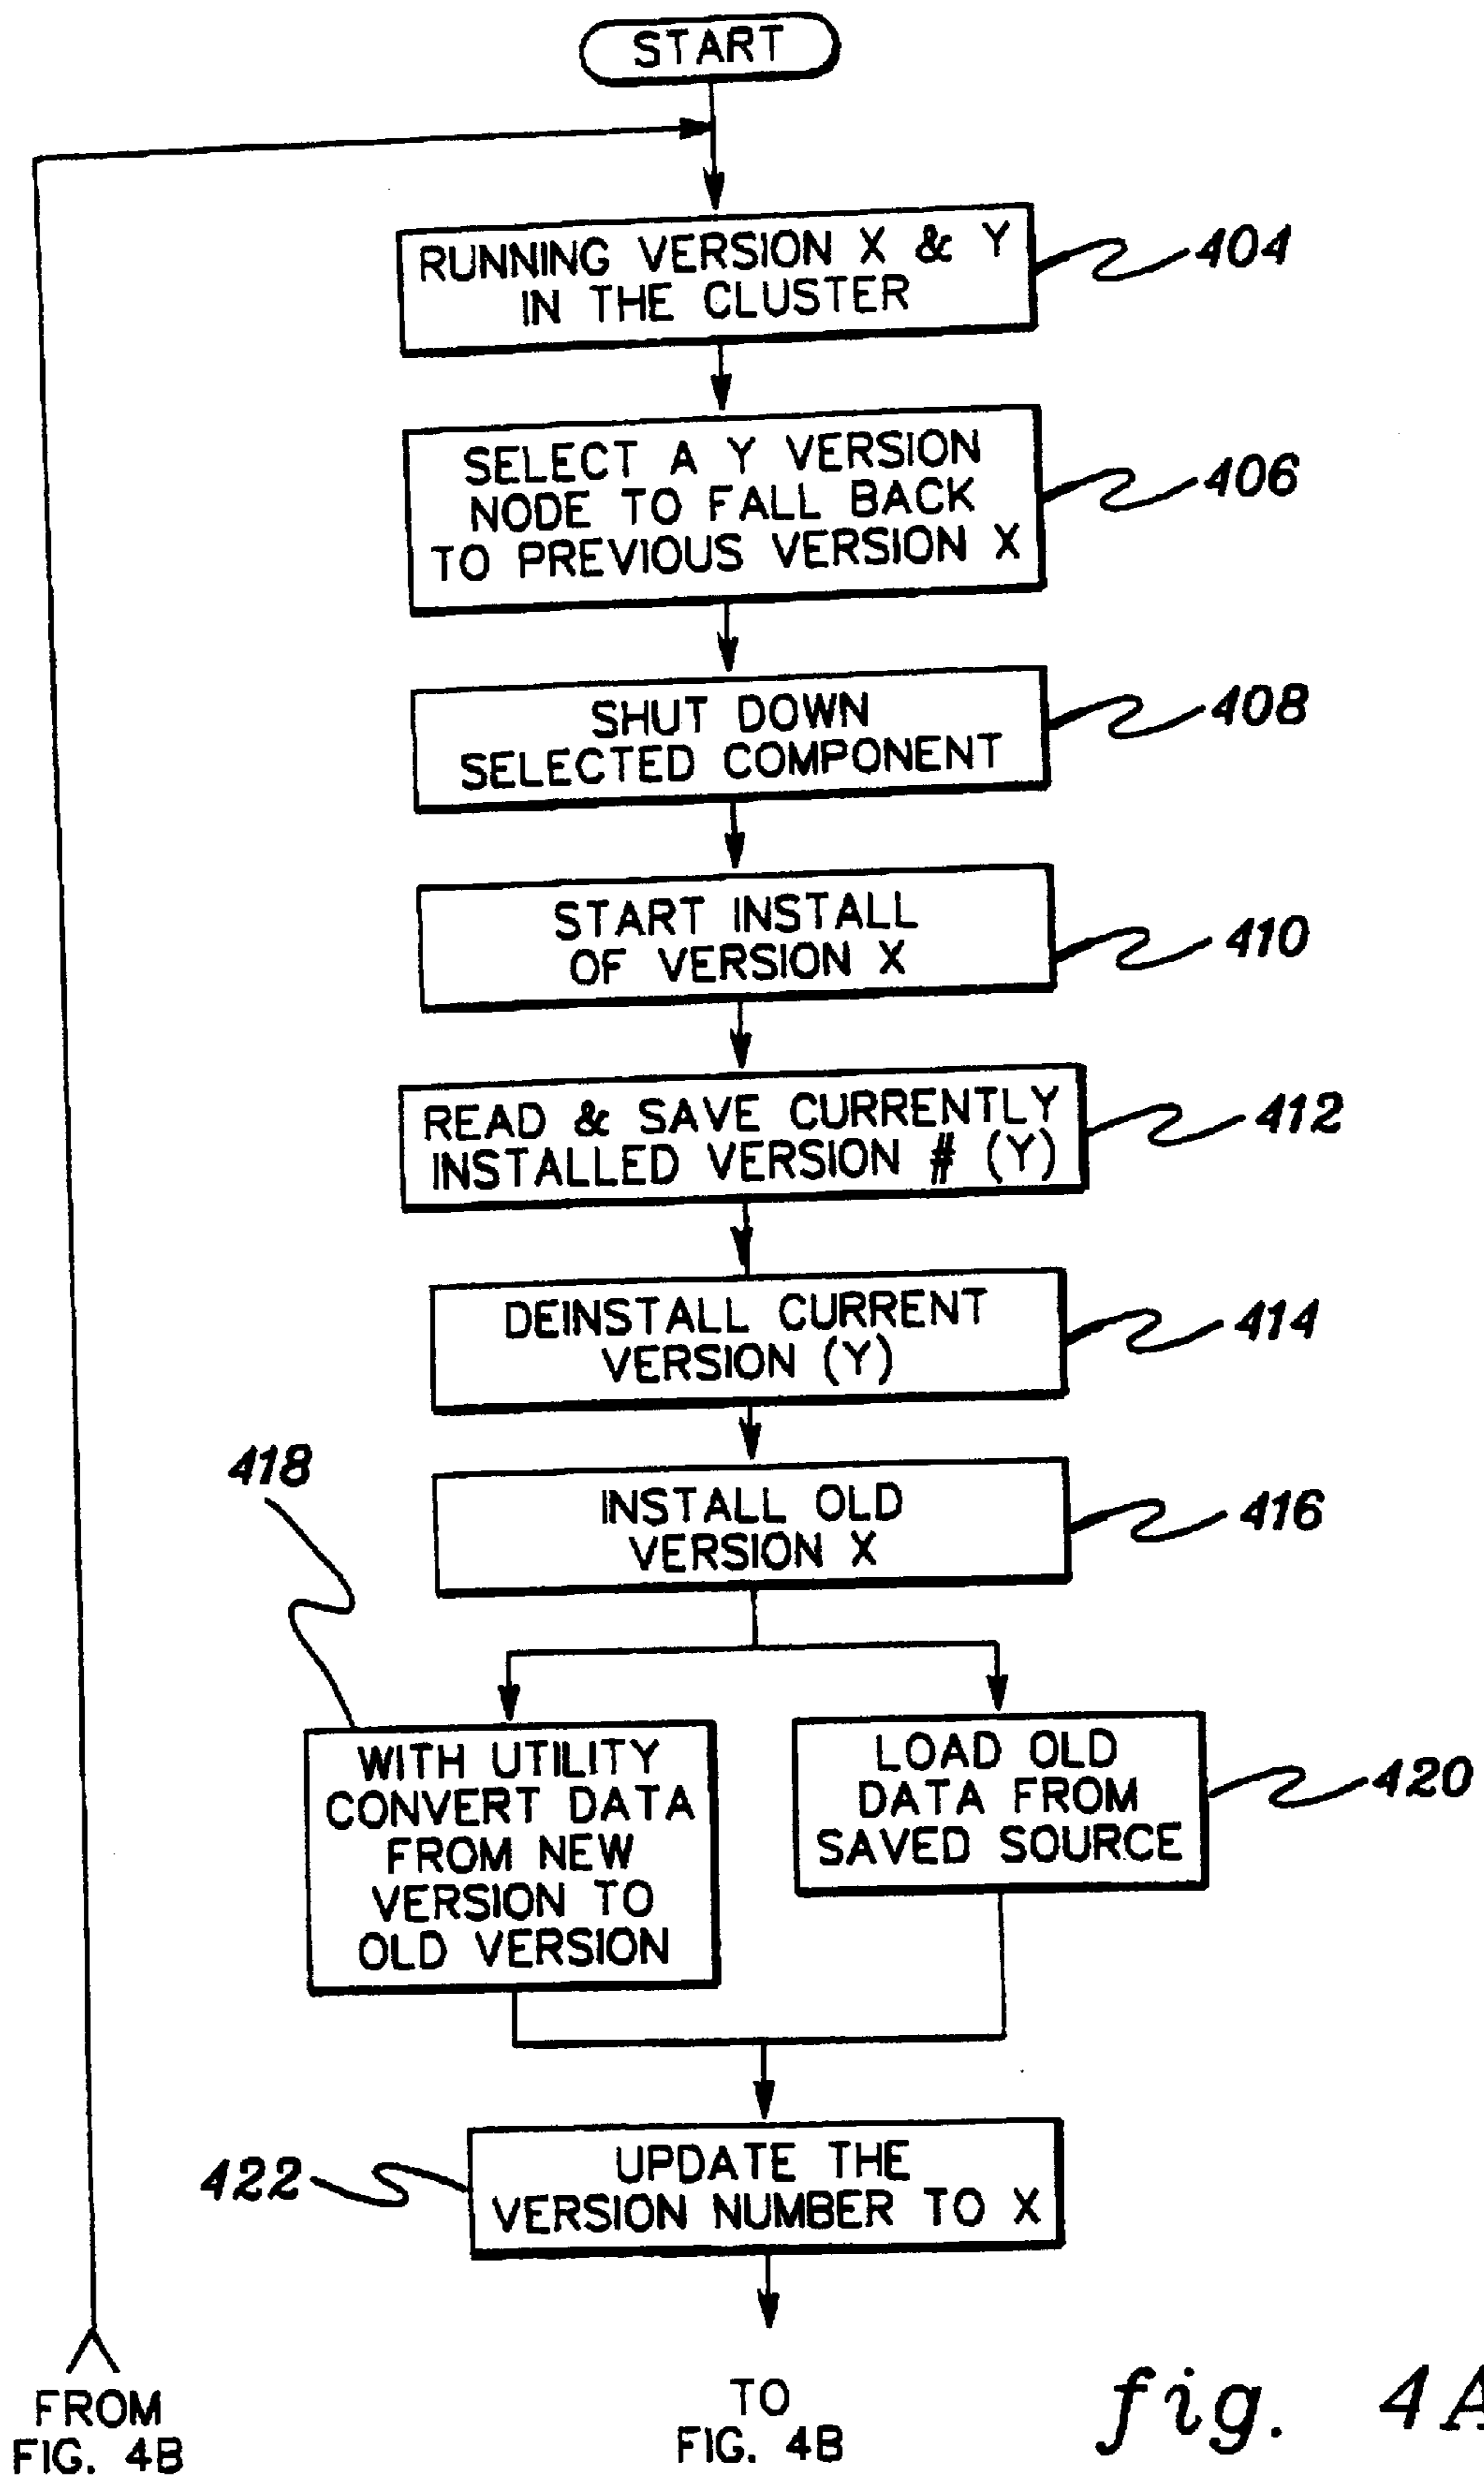 START
RUNNING VERSION X & Y
IN THE CLUSTER
404
SELECT A Y VERSION
NODE TO FALL BACK
TO PREVIOUS VERSION X
406
SHUT DOWN
SELECTED COMPONENT
408
START INSTALL
OF VERSION X
410
READ & SAVE CURRENTLY
INSTALLED VERSION # (Y)
412
DEINSTALL CURRENT
VERSION (Y)
414
INSTALL OLD
VERSION X
416
418
WITH UTILITY
CONVERT DATA
FROM NEW
VERSION TO
OLD VERSION
LOAD OLD
DATA FROM
SAVED SOURCE
420
UPDATE THE
VERSION NUMBER TO X
422
FROM
FIG. 4B
TO
FIG. 4B
fig. 4A